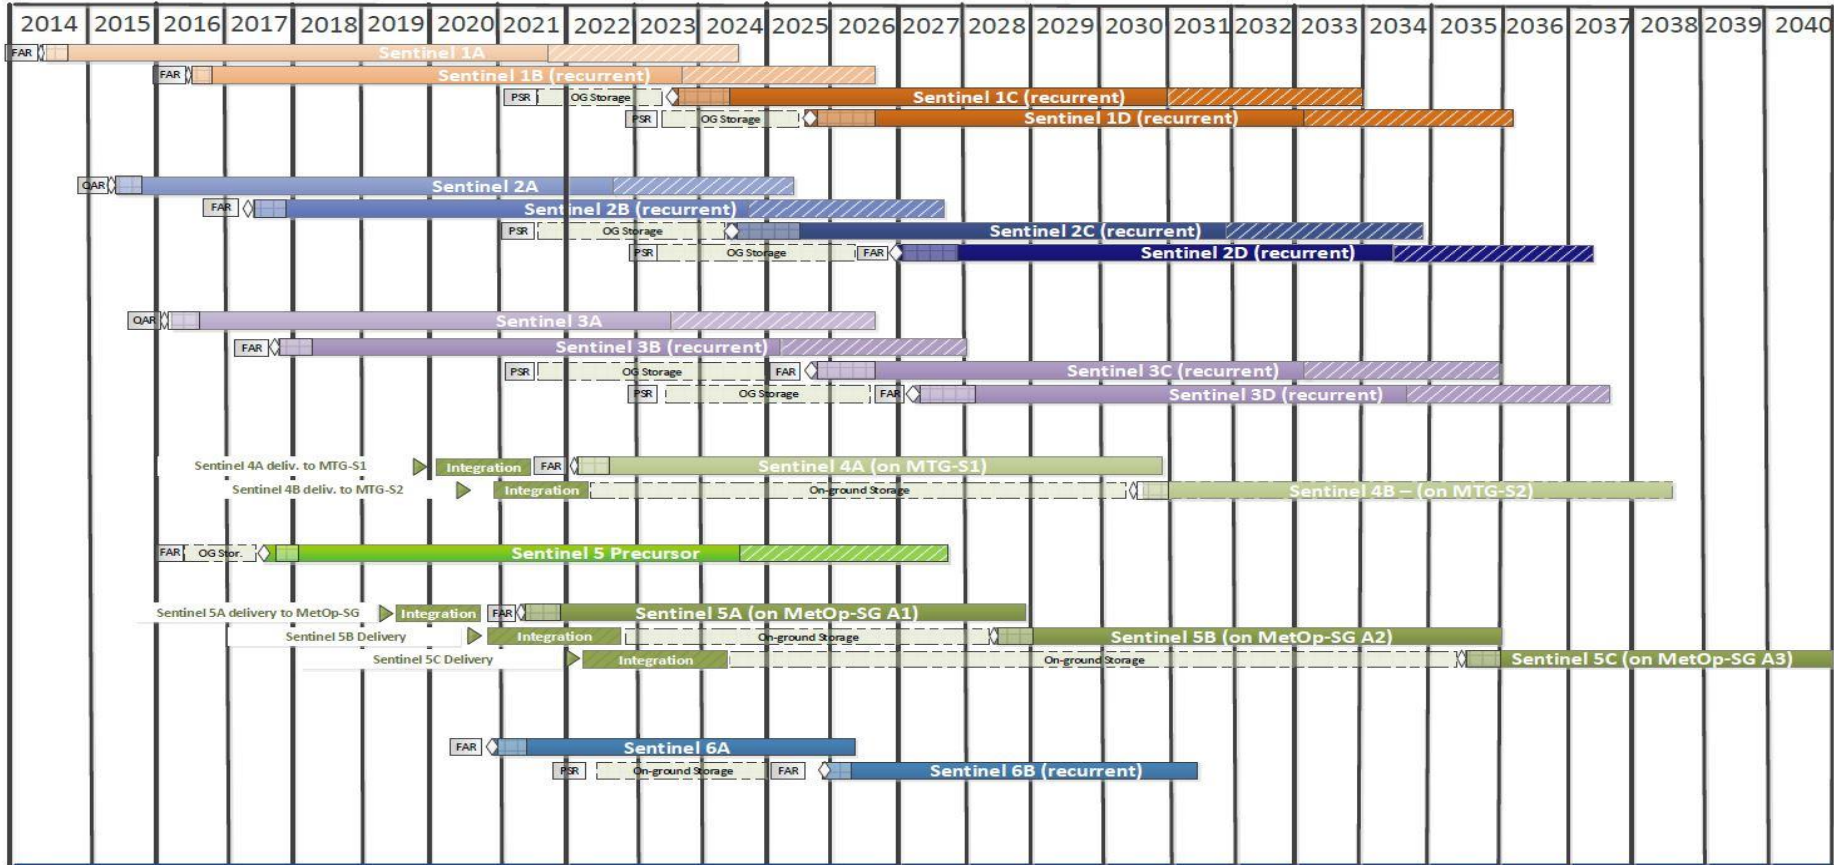 2014 2015 2016 2017 2018 2019 2020 2021 2022 2023 2024 2025 2026 2027 2028 2029 2030 2031 2032 2033 2034 2035 2036 2037 2038 2039 2040
FAR Sentinel 1A
FAR Sentinel 1B (recurrent)
PSR OG Storage Sentinel 1C (recurrent)
PSR OG Storage Sentinel 1D (recurrent)
QAR Sentinel 2A
FAR Sentinel 2B (recurrent)
PSR OG Storage Sentinel 2C (recurrent)
PSR OG Storage FAR Sentinel 2D (recurrent)
QAR Sentinel 3A
FAR Sentinel 3B (recurrent)
PSR OG Storage FAR Sentinel 3C (recurrent)
PSR OG Storage FAR Sentinel 3D (recurrent)
Sentinel 4A deliv. to MTG-S1 Integration FAR Sentinel 4A (on MTG-S1)
Sentinel 4B deliv. to MTG-S2 Integration On-ground Storage Sentinel 4B – (on MTG-S2)
FAR OG Stor. Sentinel 5 Precursor
Sentinel 5A delivery to MetOp-SG Integration FAR Sentinel 5A (on MetOp-SG A1)
Sentinel 5B Delivery Integration On-ground Storage Sentinel 5B (on MetOp-SG A2)
Sentinel 5C Delivery Integration On-ground Storage Sentinel 5C (on MetOp-SG A3)
FAR Sentinel 6A
PSR On-ground Storage FAR Sentinel 6B (recurrent)